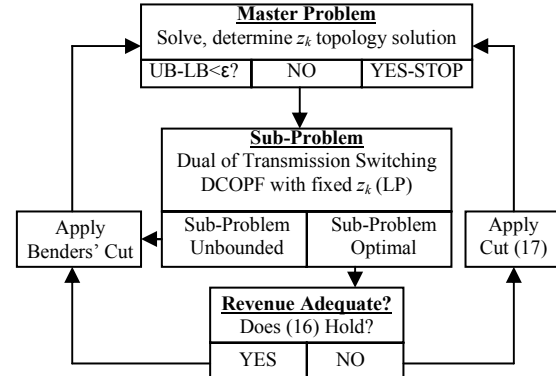 Master Problem
Solve, determine zk topology solution
UB-LB<ε? NO YES-STOP
Sub-Problem
Dual of Transmission Switching
DCOPF with fixed zk (LP)
Sub-Problem Unbounded
Sub-Problem Optimal
Apply
Benders' Cut
Apply
Cut (17)
Revenue Adequate?
Does (16) Hold?
YES NO